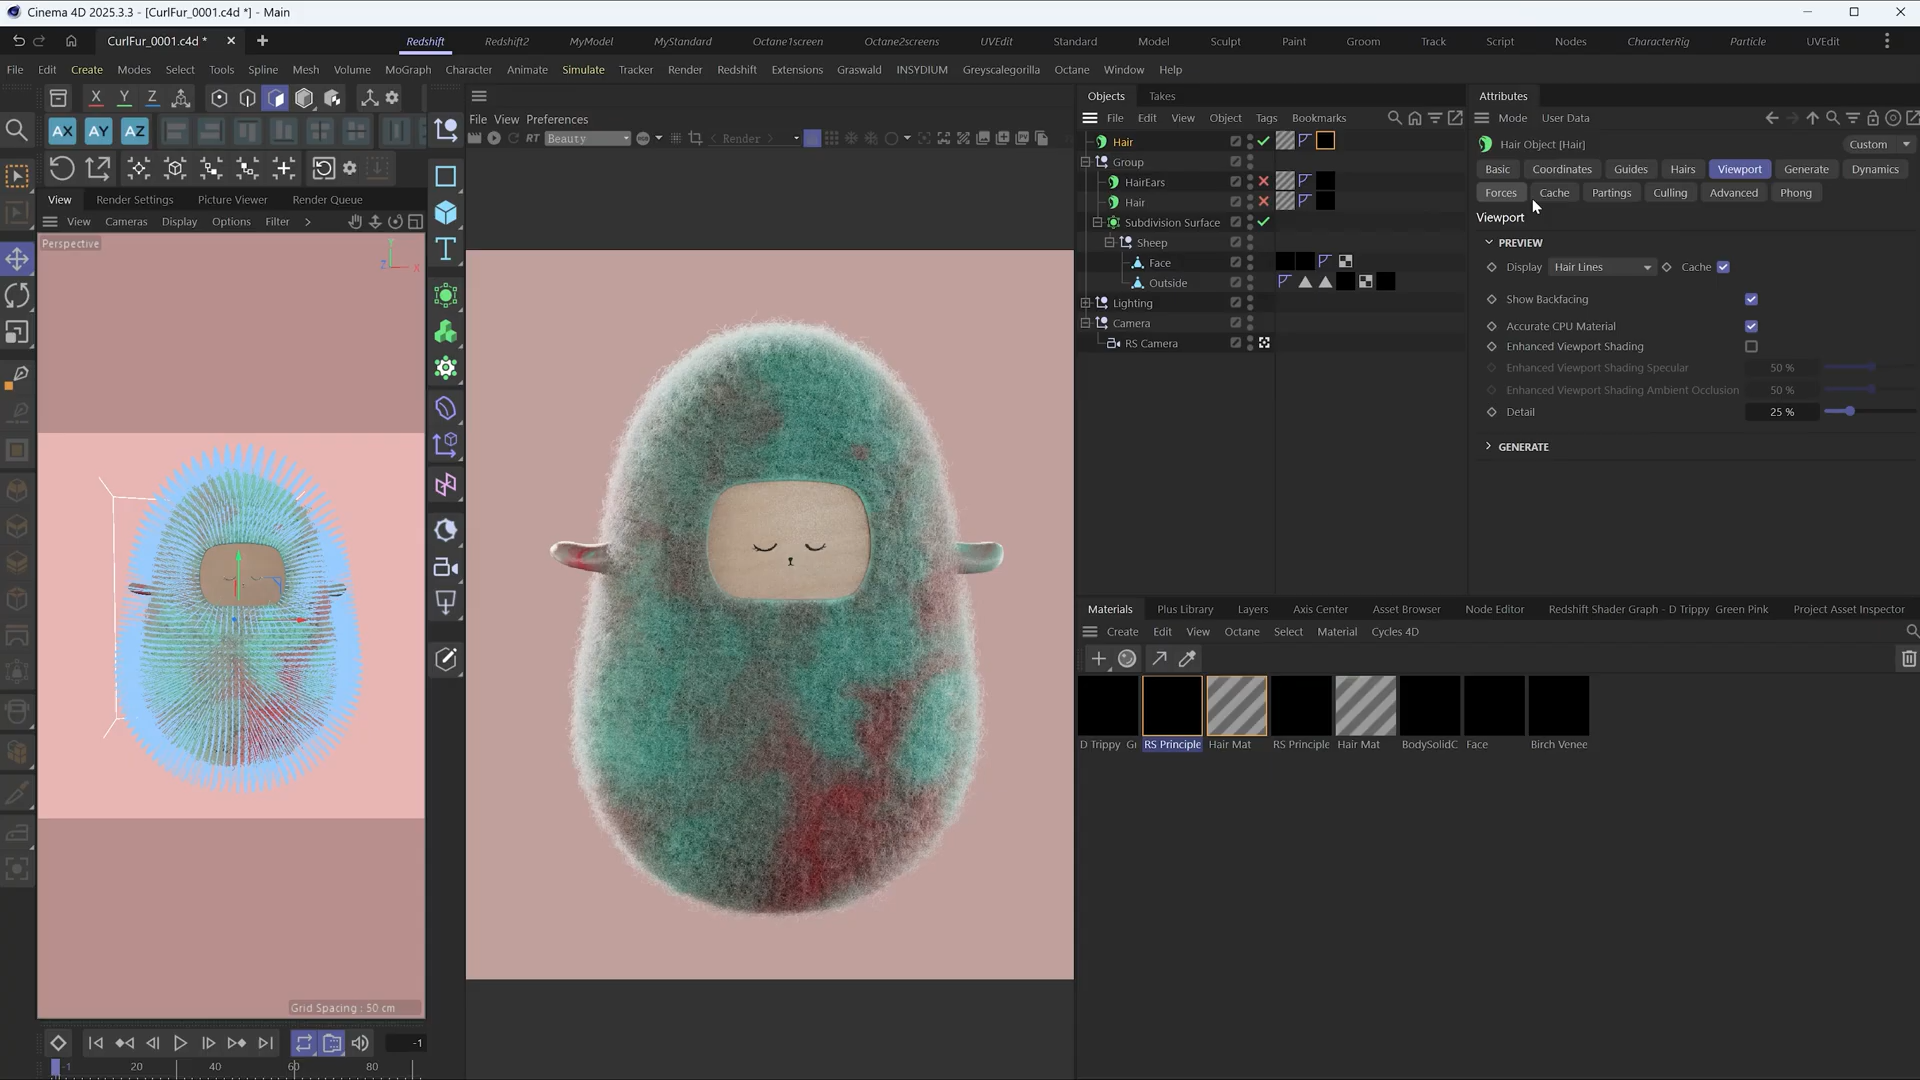 Cinema 4D 2025.3.3 - [CurlFur_0001.c4d *] - Main
CurlFur_0001.c4d *
Redshift Redshift2 MyModel MyStandard Octane1screen Octane2screens UVEdit Standard Model Sculpt Paint Groom Track Script Nodes CharacterRig Particle UVEdit
File Edit Create Modes Select Tools Spline Mesh Volume MoGraph Character Animate Simulate Tracker Render Redshift Extensions Graswald INSYDIUM Greyscalegorilla Octane Window Help
X Y Z
AX AY AZ
View Render Settings Picture Viewer Render Queue
View Cameras Display Options Filter
Perspective
Y
Z X
Grid Spacing : 50 cm
-1
-1 20 40 60 80
File View Preferences
RT Beauty < Render >
Objects Takes
File Edit View Object Tags Bookmarks
Hair
Group
HairEars
Hair
Subdivision Surface
Sheep
Face
Outside
Lighting
Camera
RS Camera
Attributes
Mode User Data
Hair Object [Hair]
Custom
Basic Coordinates Guides Hairs Viewport Generate Dynamics
Forces Cache Partings Culling Advanced Phong
Viewport
PREVIEW
Display Hair Lines Cache
Show Backfacing
Accurate CPU Material
Enhanced Viewport Shading
Enhanced Viewport Shading Specular 50 %
Enhanced Viewport Shading Ambient Occlusion 50 %
Detail 25 %
GENERATE
Materials Plus Library Layers Axis Center Asset Browser Node Editor Redshift Shader Graph - D Trippy Green Pink Project Asset Inspector
Create Edit View Octane Select Material Cycles 4D
D Trippy Gr RS Principle Hair Mat RS Principle Hair Mat BodySolidC Face Birch Venee